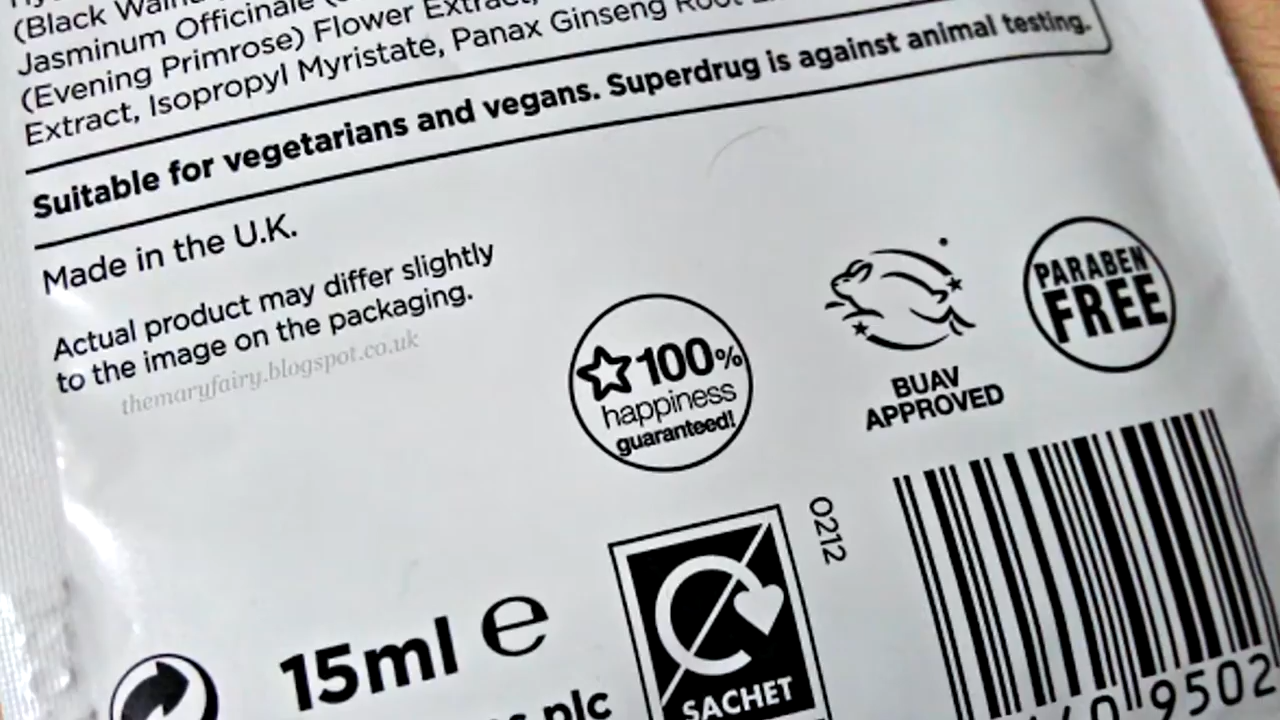 (Black
Jasminum Officinale
(Evening Primrose) Flower Extract,
Extract, Isopropyl Myristate, Panax Ginseng Root
Suitable for vegetarians and vegans. Superdrug is against animal testing.
Made in the U.K.
Actual product may differ slightly
to the image on the packaging.
themaryfairy.blogspot.co.uk
100%
happiness
guaranteed!
BUAV
APPROVED
PARABEN
FREE
0212
15ml e
SACHET
plc
9502